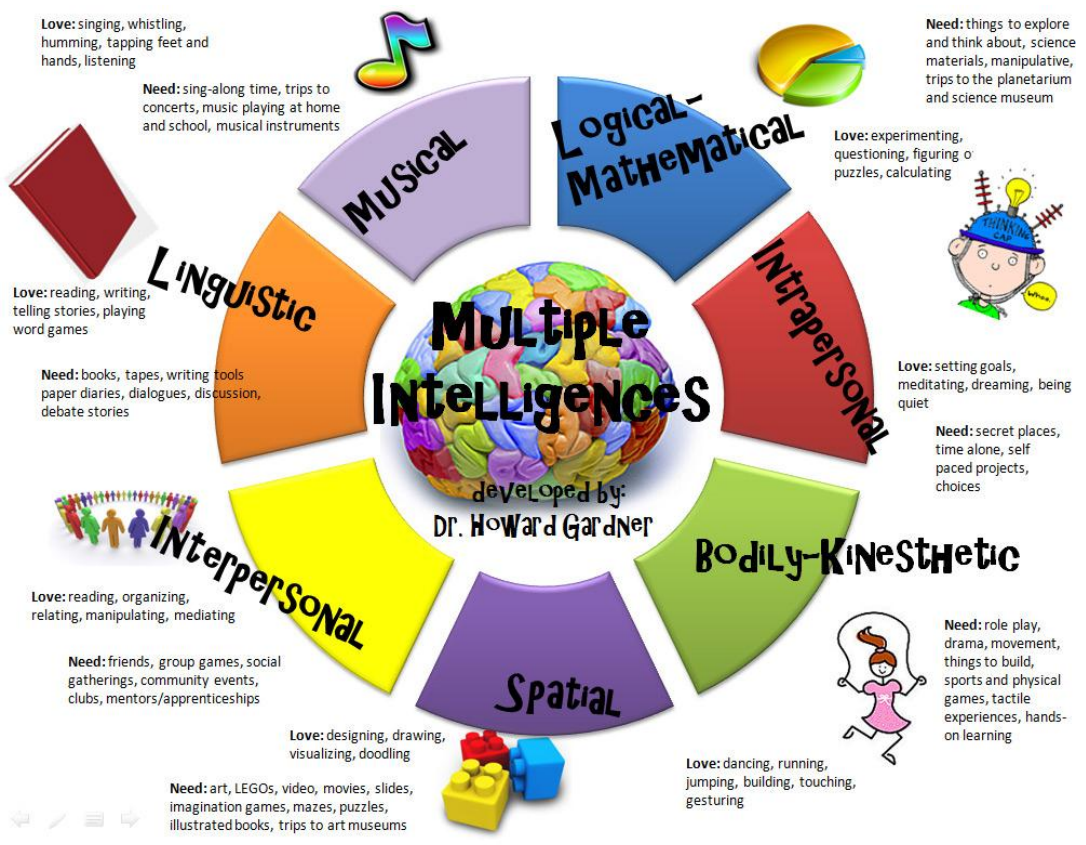 Love: singing, whistling,
humming, tapping feet and
hands, listening
Need: sing-along time, trips to
concerts, music playing at home
and school, musical instruments
Musical
Logical-
Mathematical
Need: things to explore
and think about, science
materials, manipulative,
trips to the planetarium
and science museum
Love: experimenting,
questioning, figuring o
puzzles, calculating
THINKING
CAP
Whoa.
Linguistic
Love: reading, writing,
telling stories, playing
word games
Need: books, tapes, writing tools
paper diaries, dialogues, discussion,
debate stories
Multiple
Intelligences
developed by:
Dr. Howard Gardner
Intrapersonal
Love: setting goals,
meditating, dreaming, being
quiet
Need: secret places,
time alone, self
paced projects,
choices
Interpersonal
Love: reading, organizing,
relating, manipulating, mediating
Need: friends, group games, social
gatherings, community events,
clubs, mentors/apprenticeships
Bodily-Kinesthetic
Need: role play,
drama, movement,
things to build,
sports and physical
games, tactile
experiences, hands-
on learning
Love: dancing, running,
jumping, building, touching,
gesturing
Spatial
Love: designing, drawing,
visualizing, doodling
Need: art, LEGOs, video, movies, slides,
imagination games, mazes, puzzles,
illustrated books, trips to art museums